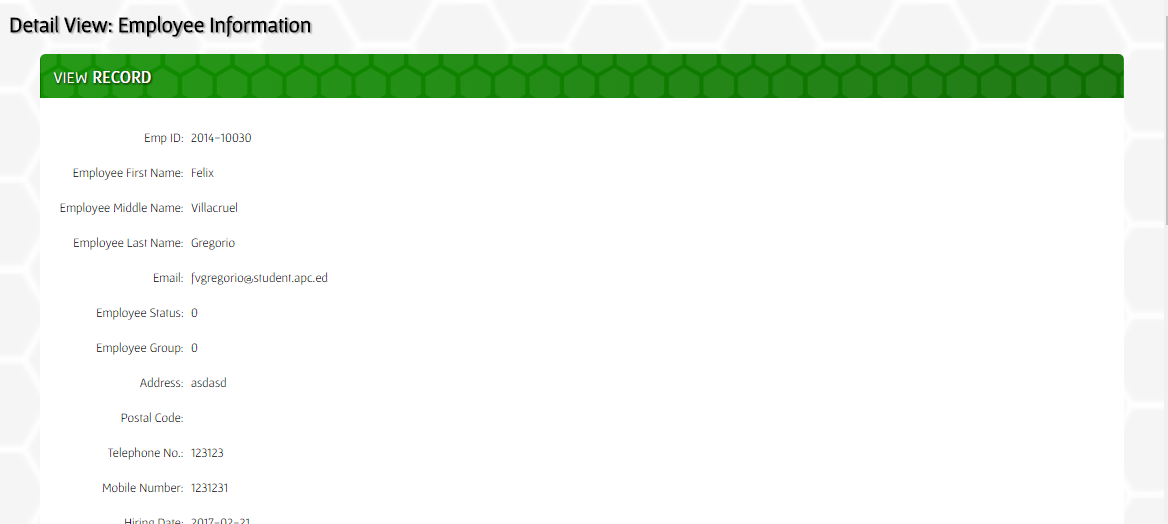 Detail View: Employee Information
VIEW RECORD
Emp ID: 2014-10030
Employee First Name: Felix
Employee Middle Name: Villacruel
Employee Last Name: Gregorio
Email: fvgregorio@student.apc.ed
Employee Status: 0
Employee Group: 0
Address: asdasd
Postal Code:
Telephone No.: 123123
Mobile Number: 1231231
Hiring Date: 2017-02-21